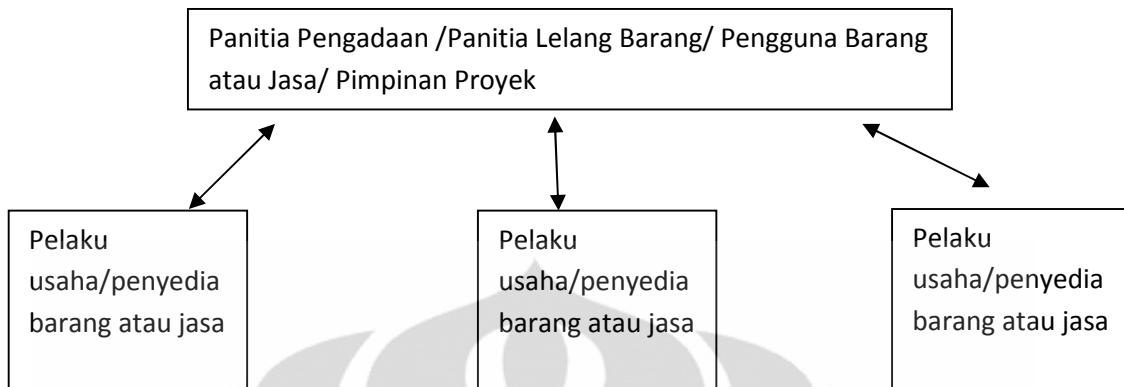 Panitia Pengadaan /Panitia Lelang Barang/ Pengguna Barang
atau Jasa/ Pimpinan Proyek
Pelaku
usaha/penyedia
barang atau jasa
Pelaku
usaha/penyedia
barang atau jasa
Pelaku
usaha/penyedia
barang atau jasa